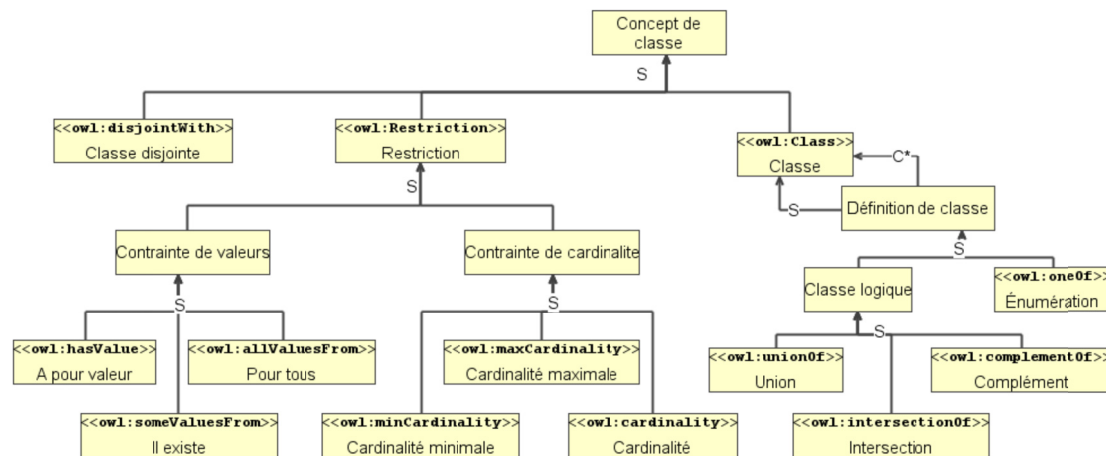 Concept de
classe
S
<<owl:disjointWith>>
Classe disjointe
<<owl:Restriction>>
Restriction
<<owl:Class>>
Classe
C*
S
S
Définition de classe
Contrainte de valeurs
Contrainte de cardiralite
S
Classe logique
<<owl:oneOf>>
Énumération
S
S
S
<<owl:hasValue>>
A pour valeur
<<owl:allValuesFrom>>
Pour tous
<<owl:maxCardinality>>
Cardinalité maximale
<<owl:unionOf>>
Union
<<owl:complementOf>>
Complément
<<owl:someValuesFrom>>
Il existe
<<owl:minCardinality>>
Cardinalité minimale
<<owl:cardinality>>
Cardinalité
<<owl:intersectionOf>>
Intersection